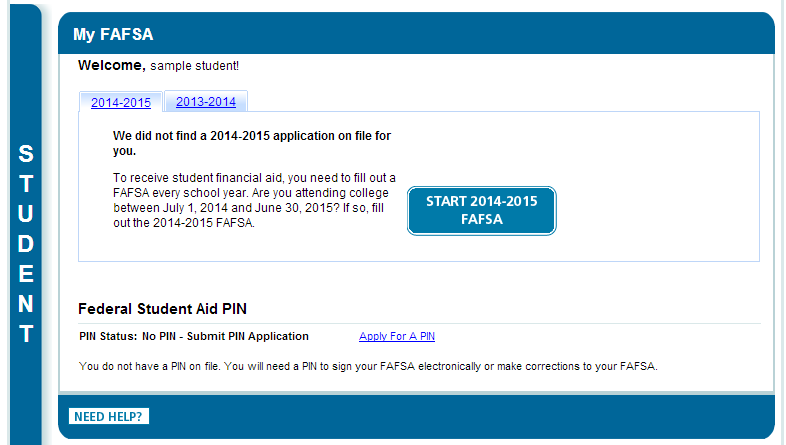 STUDENT
My FAFSA
Welcome, sample student!
2014-2015 2013-2014
We did not find a 2014-2015 application on file for
you.
To receive student financial aid, you need to fill out a
FAFSA every school year. Are you attending college
between July 1, 2014 and June 30, 2015? If so, fill
out the 2014-2015 FAFSA.
START 2014-2015
FAFSA
Federal Student Aid PIN
PIN Status: No PIN - Submit PIN Application Apply For A PIN
You do not have a PIN on file. You will need a PIN to sign your FAFSA electronically or make corrections to your FAFSA.
NEED HELP?